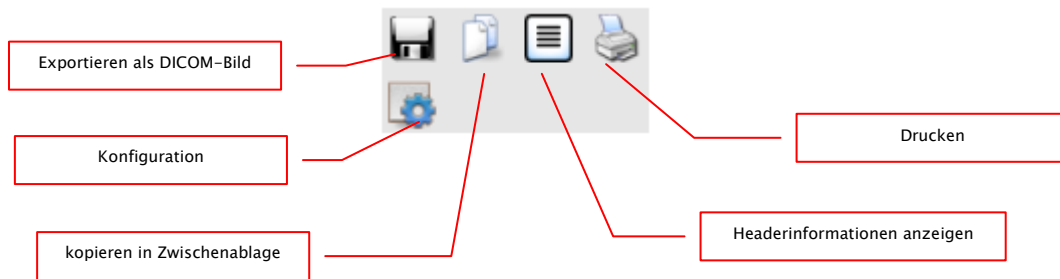 Exportieren als DICOM-Bild
Drucken
Konfiguration
Headerinformationen anzeigen
kopieren in Zwischenablage